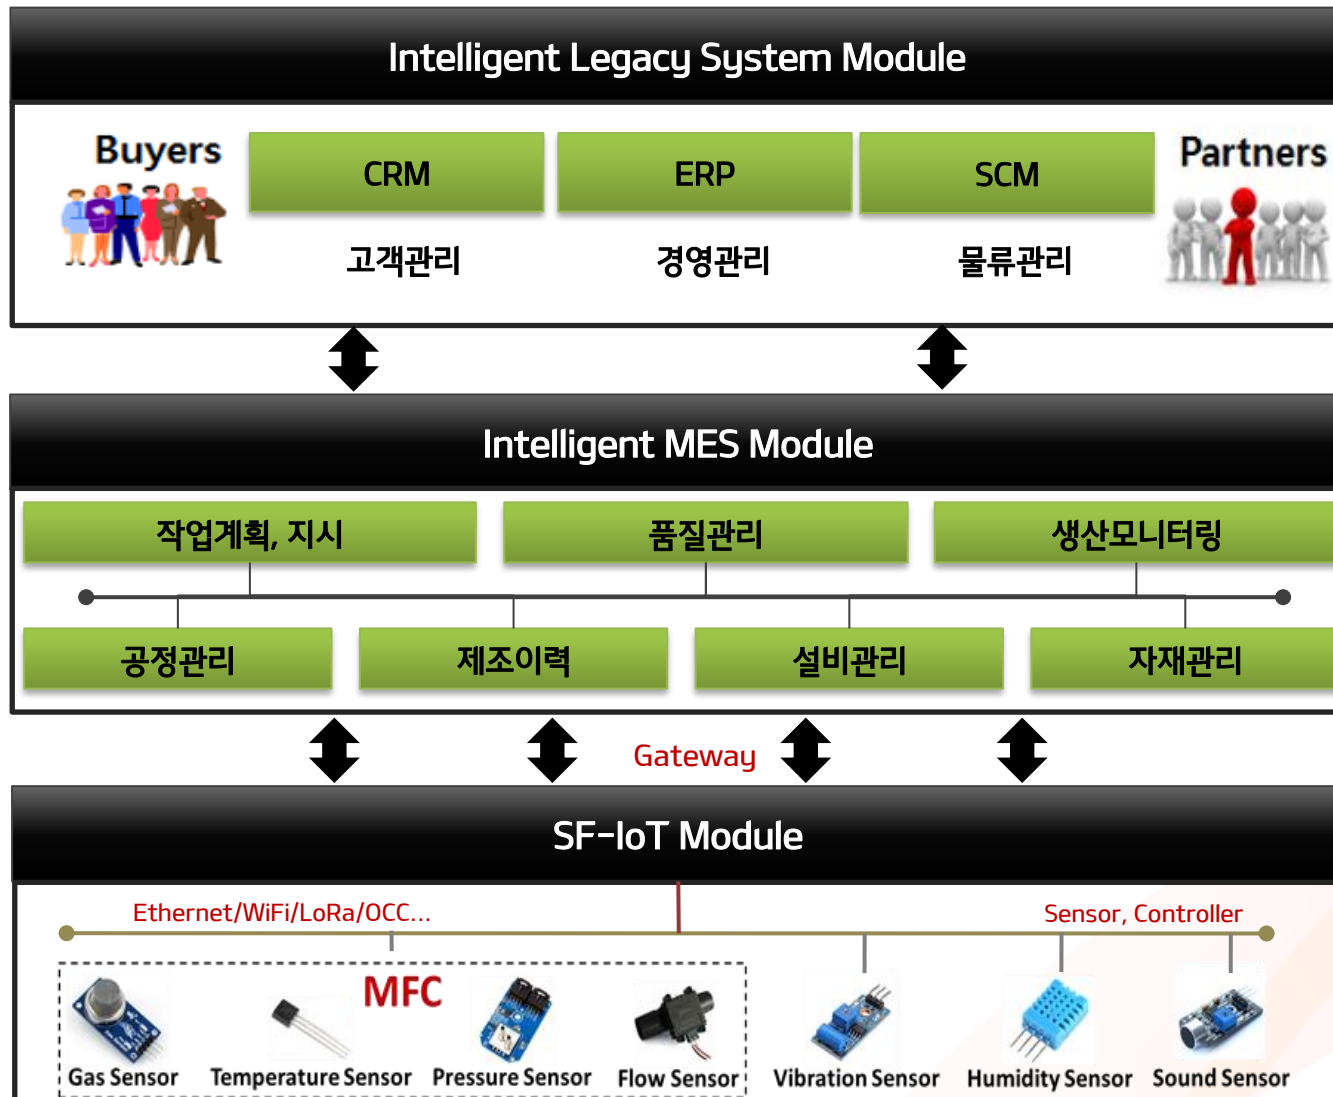 Intelligent Legacy System Module
Buyers
CRM
ERP
SCM
Partners
고객관리
경영관리
물류관리
Intelligent MES Module
작업계획, 지시
품질관리
생산모니터링
공정관리
제조이력
설비관리
자재관리
Gateway
SF-IoT Module
Ethernet/WiFi/LoRa/OCC...
Sensor, Controller
MFC
Gas Sensor
Temperature Sensor
Pressure Sensor
Flow Sensor
Vibration Sensor
Humidity Sensor
Sound Sensor